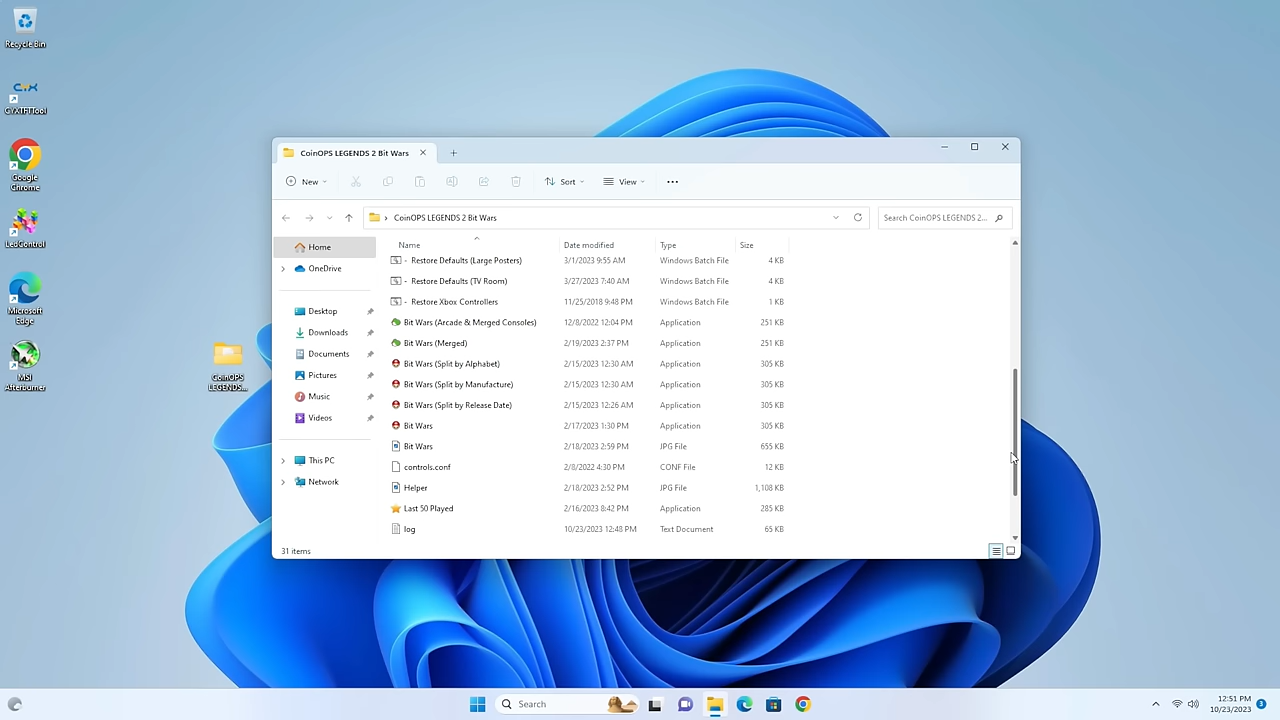 Recycle Bin
CYXTFTTool
Google
Chrome
LedControl
Microsoft
Edge
MSI
Afterburner
CoinOPS
LEGENDS...
CoinOPS LEGENDS 2 Bit Wars
New
Sort
View
CoinOPS LEGENDS 2 Bit Wars
Search CoinOPS LEGENDS 2...
Home
OneDrive
Desktop
Downloads
Documents
Pictures
Music
Videos
This PC
Network
Name Date modified Type Size
- Restore Defaults (Large Posters) 3/1/2023 9:55 AM Windows Batch File 4 KB
- Restore Defaults (TV Room) 3/27/2023 7:40 AM Windows Batch File 4 KB
- Restore Xbox Controllers 11/25/2018 9:48 PM Windows Batch File 1 KB
Bit Wars (Arcade & Merged Consoles) 12/8/2022 12:04 PM Application 251 KB
Bit Wars (Merged) 2/19/2023 2:37 PM Application 251 KB
Bit Wars (Split by Alphabet) 2/15/2023 12:30 AM Application 305 KB
Bit Wars (Split by Manufacture) 2/15/2023 12:30 AM Application 305 KB
Bit Wars (Split by Release Date) 2/15/2023 12:26 AM Application 305 KB
Bit Wars 2/17/2023 1:30 PM Application 305 KB
Bit Wars 2/18/2023 2:59 PM JPG File 655 KB
controls.conf 2/8/2022 4:30 PM CONF File 12 KB
Helper 2/18/2023 2:52 PM JPG File 1,108 KB
Last 50 Played 2/16/2023 8:42 PM Application 285 KB
log 10/23/2023 12:48 PM Text Document 65 KB
31 items
Search
12:51 PM
10/23/2023
3